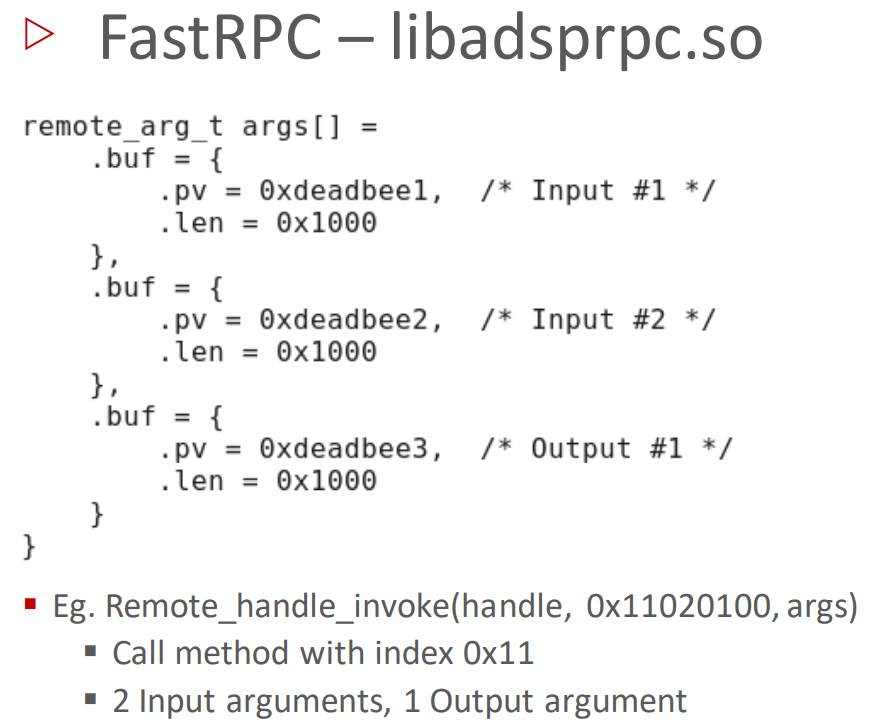 FastRPC – libadsprpc.so
remote_arg_t args[] =
.buf = {
.pv = 0xdeadbee1, /* Input #1 */
.len = 0x1000
},
.buf = {
.pv = 0xdeadbee2, /* Input #2 */
.len = 0x1000
},
.buf = {
.pv = 0xdeadbee3, /* Output #1 */
.len = 0x1000
}
}
Eg. Remote_handle_invoke(handle, 0x11020100, args)
Call method with index 0x11
2 Input arguments, 1 Output argument